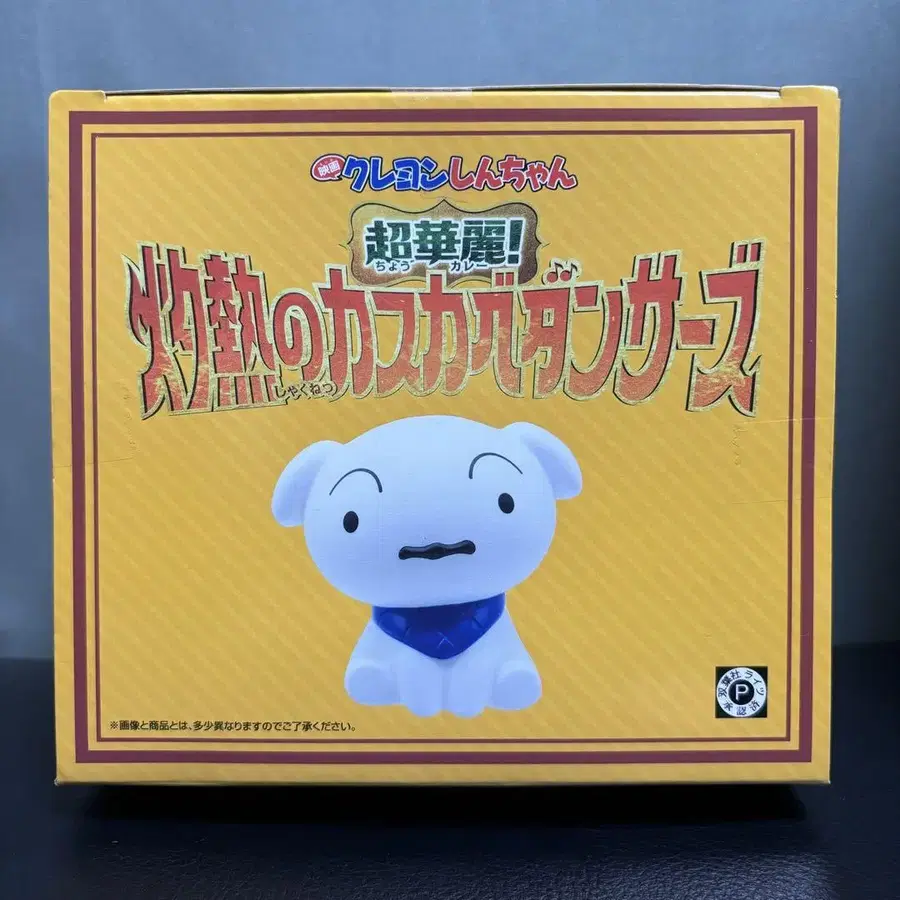 映画 クレヨンしんちゃん
超華麗!
ちょう カレー
灼熱のカスカベダンサーズ
しゃくねつ
※画像と商品とは、多少異なりますのでご了承ください。
双葉社ライツ
P
承認済